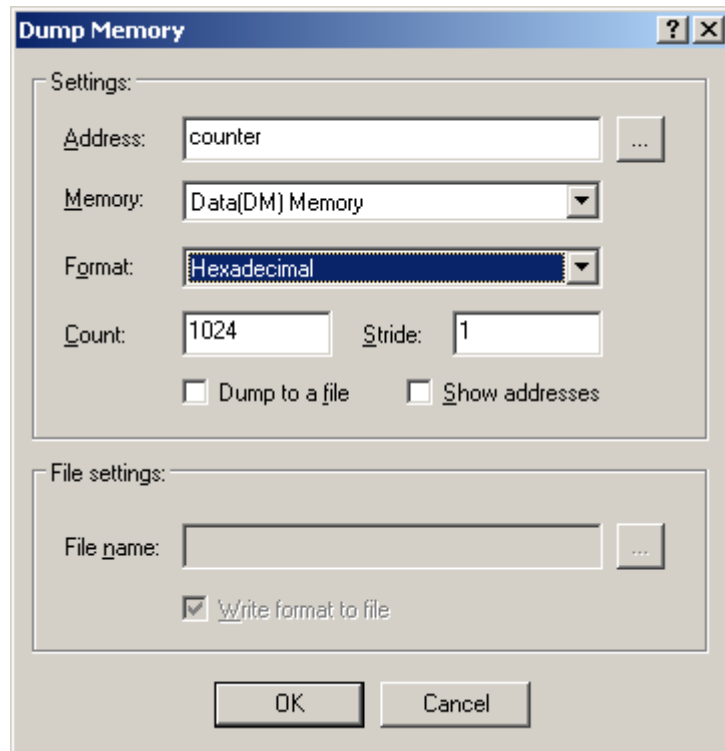 Dump Memory
Settings:
Address: counter ...
Memory: Data(DM) Memory
Format: Hexadecimal
Count: 1024 Stride: 1
Dump to a file Show addresses
File settings:
File name: ...
Write format to file
OK Cancel